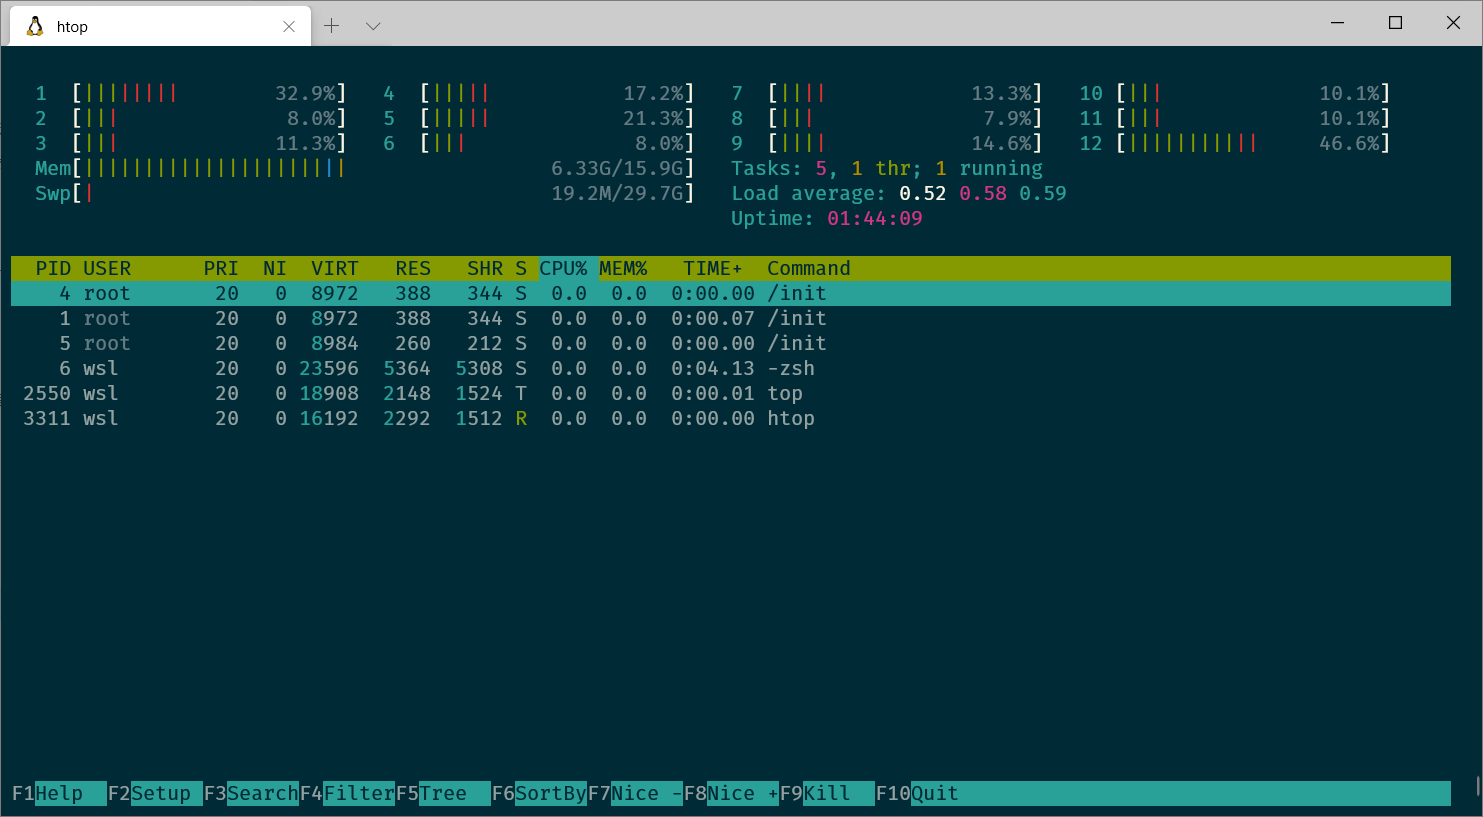 htop
1 [|||||||| 32.9%] 4 [||||| 17.2%] 7 [|||| 13.3%] 10 [||| 10.1%]
2 [||| 8.0%] 5 [||||| 21.3%] 8 [||| 7.9%] 11 [||| 10.1%]
3 [||| 11.3%] 6 [||| 8.0%] 9 [|||| 14.6%] 12 [||||||||||| 46.6%]
Mem[|||||||||||||||||||||| 6.33G/15.9G] Tasks: 5, 1 thr; 1 running
Swp[| 19.2M/29.7G] Load average: 0.52 0.58 0.59
Uptime: 01:44:09
PID USER PRI NI VIRT RES SHR S CPU% MEM% TIME+ Command
4 root 20 0 8972 388 344 S 0.0 0.0 0:00.00 /init
1 root 20 0 8972 388 344 S 0.0 0.0 0:00.07 /init
5 root 20 0 8984 260 212 S 0.0 0.0 0:00.00 /init
6 wsl 20 0 23596 5364 5308 S 0.0 0.0 0:04.13 -zsh
2550 wsl 20 0 18908 2148 1524 T 0.0 0.0 0:00.01 top
3311 wsl 20 0 16192 2292 1512 R 0.0 0.0 0:00.00 htop
F1Help F2Setup F3SearchF4FilterF5Tree F6SortByF7Nice -F8Nice +F9Kill F10Quit